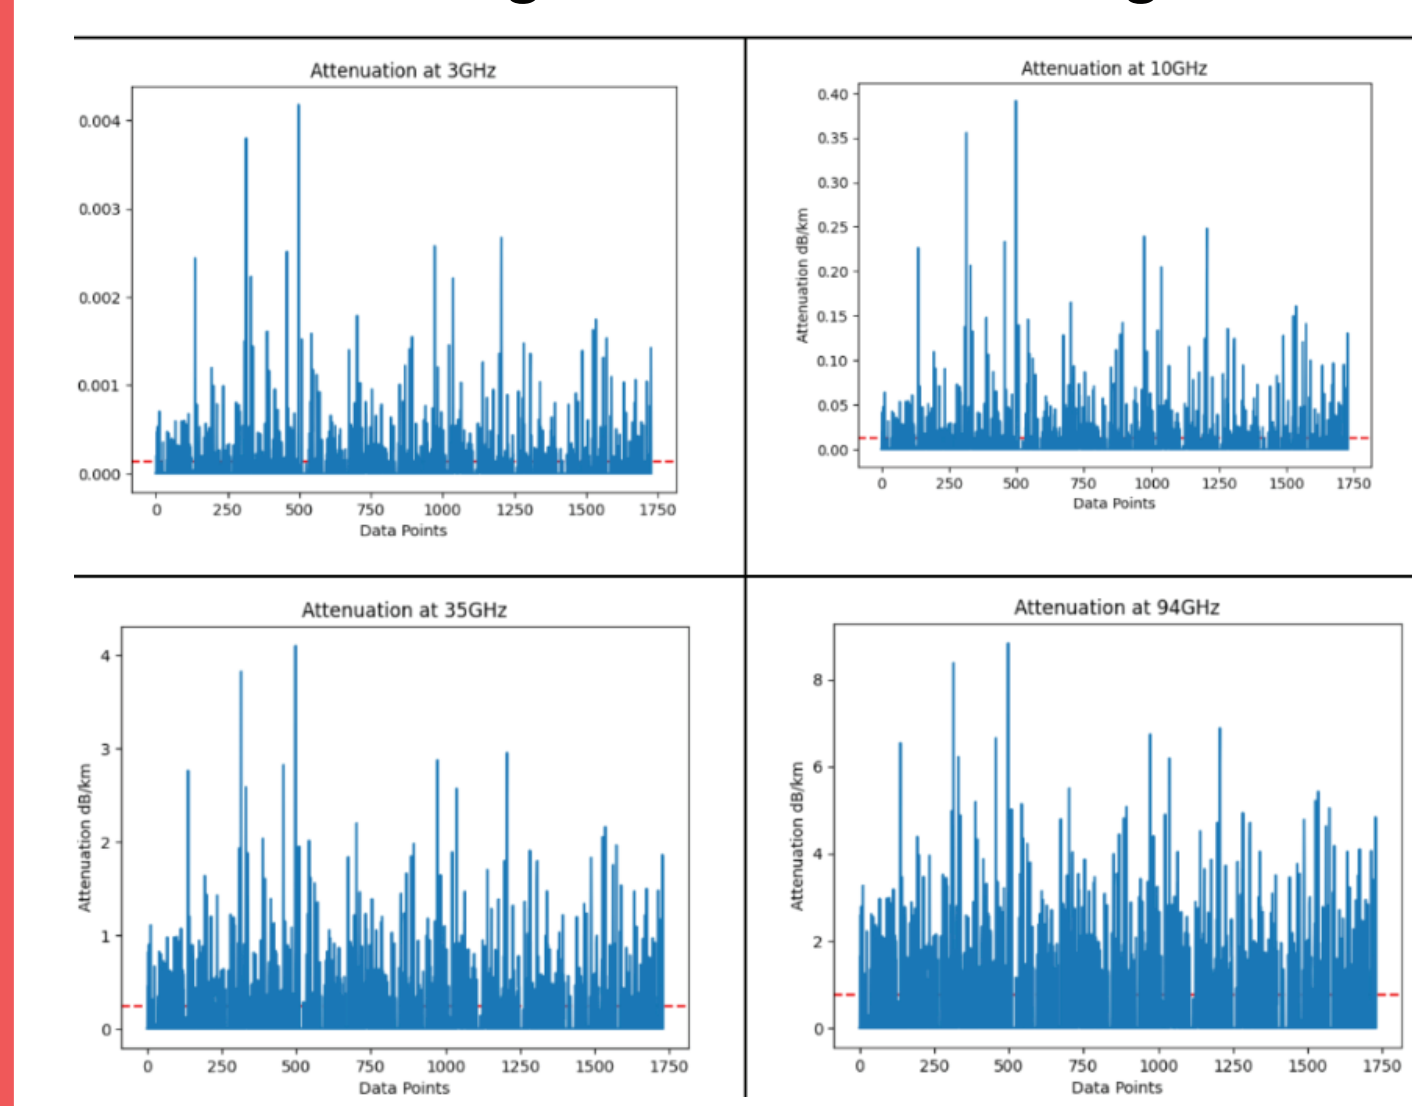 Attenuation at 3GHz
0.004
0.003
0.002
0.001
0.000
0 250 500 750 1000 1250 1500 1750
Data Points
Attenuation at 10GHz
Attenuation dB/km
0.40
0.35
0.30
0.25
0.20
0.15
0.10
0.05
0.00
0 250 500 750 1000 1250 1500 1750
Data Points
Attenuation at 35GHz
Attenuation dB/km
4
3
2
1
0
0 250 500 750 1000 1250 1500 1750
Data Points
Attenuation at 94GHz
Attenuation dB/km
8
6
4
2
0
0 250 500 750 1000 1250 1500 1750
Data Points